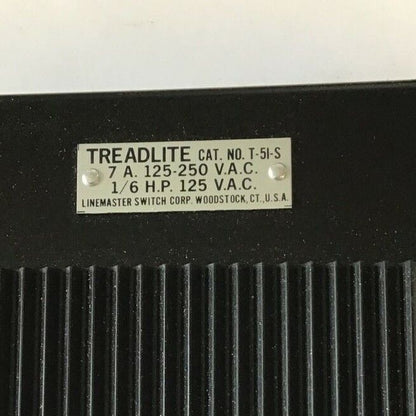 TREADLITE CAT. NO. T-51-S
7 A. 125-250 V.A.C.
1/6 H.P. 125 V.A.C.
LINEMASTER SWITCH CORP. WOODSTOCK, CT., U.S.A.